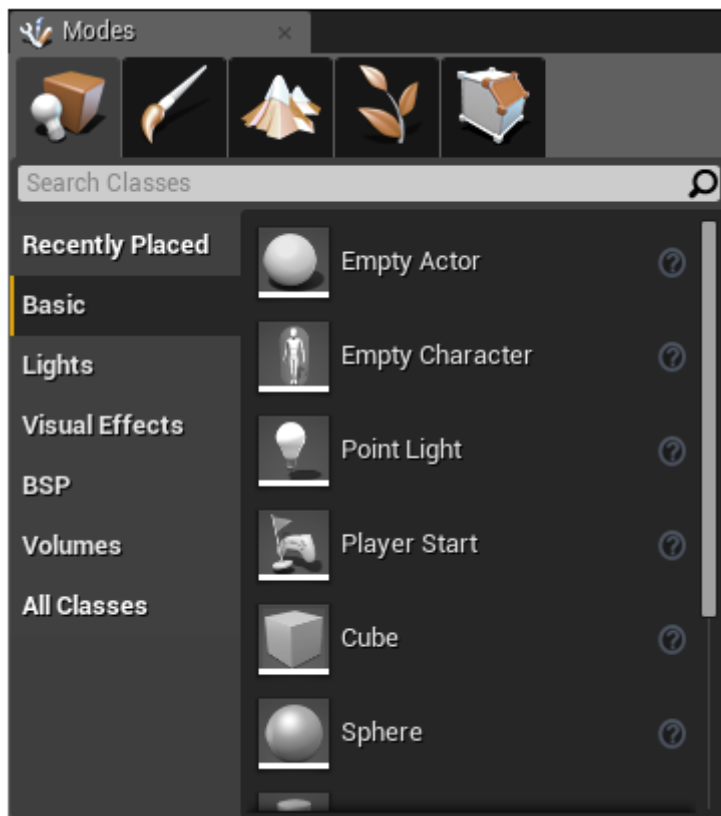 Modes
Search Classes
Recently Placed
Basic
Lights
Visual Effects
BSP
Volumes
All Classes
Empty Actor
Empty Character
Point Light
Player Start
Cube
Sphere